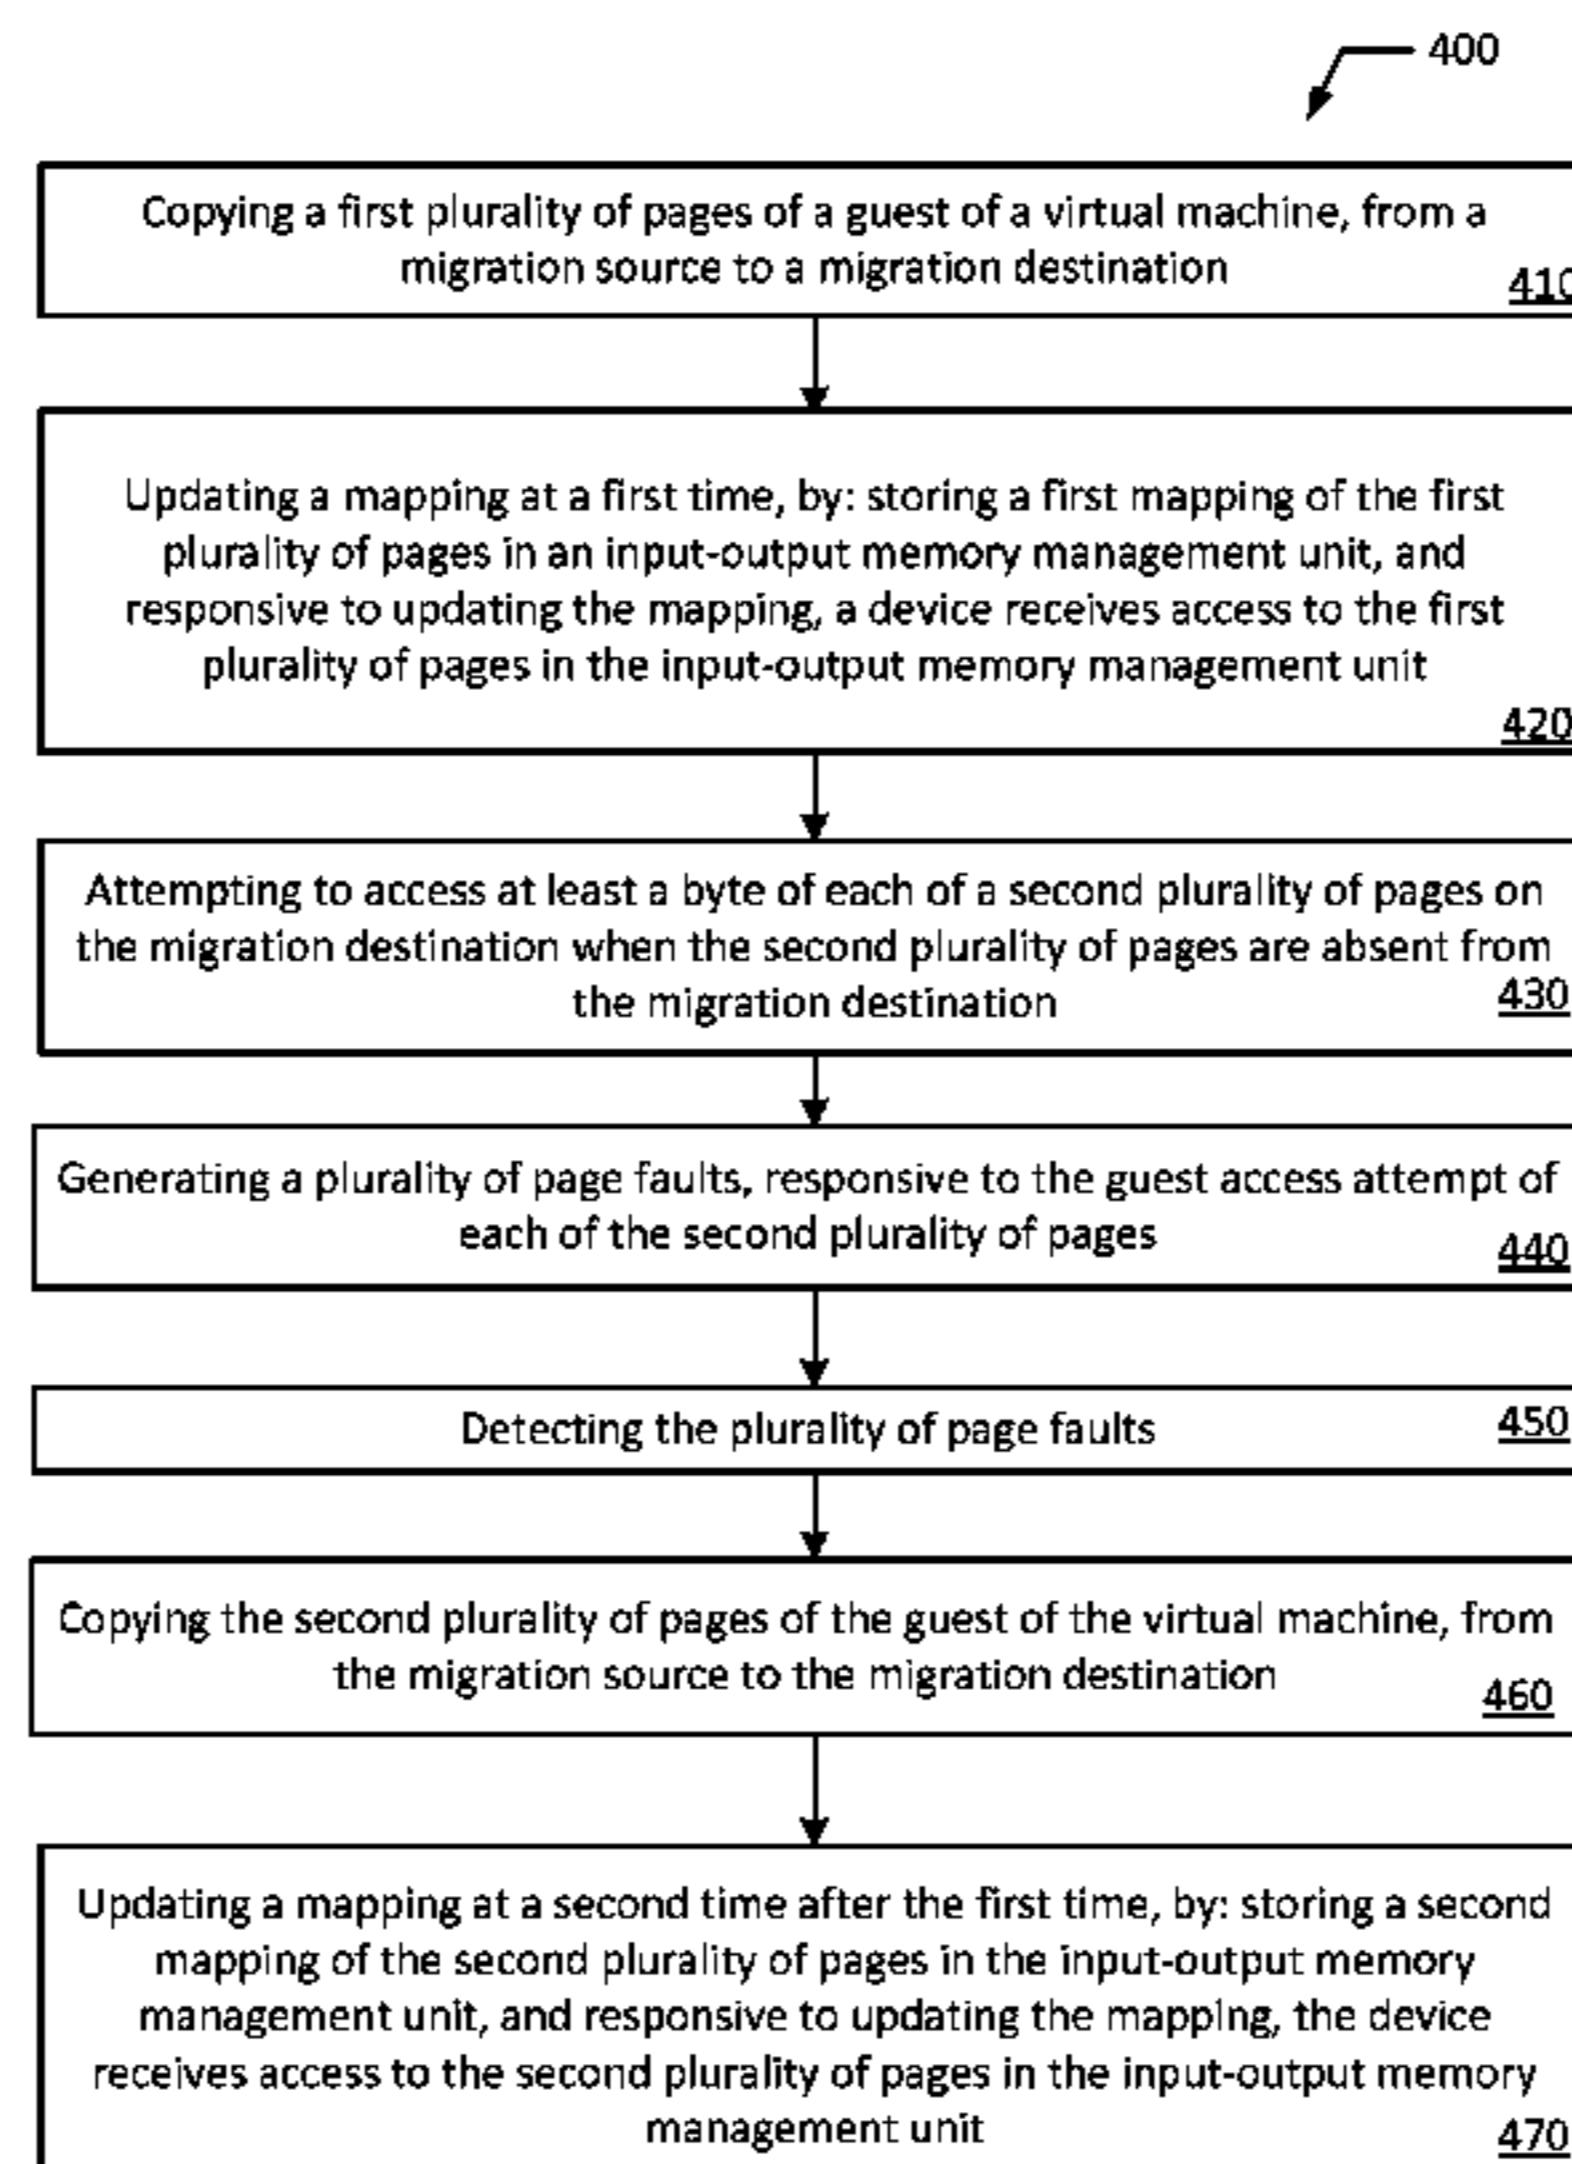 400
Copying a first plurality of pages of a guest of a virtual machine, from a
migration source to a migration destination
410
Updating a mapping at a first time, by: storing a first mapping of the first
plurality of pages in an input-output memory management unit, and
responsive to updating the mapping, a device receives access to the first
plurality of pages in the input-output memory management unit
420
Attempting to access at least a byte of each of a second plurality of pages on
the migration destination when the second plurality of pages are absent from
the migration destination
430
Generating a plurality of page faults, responsive to the guest access attempt of
each of the second plurality of pages
440
Detecting the plurality of page faults
450
Copying the second plurality of pages of the guest of the virtual machine, from
the migration source to the migration destination
460
Updating a mapping at a second time after the first time, by: storing a second
mapping of the second plurality of pages in the input-output memory
management unit, and responsive to updating the mapping, the device
receives access to the second plurality of pages in the input-output memory
management unit
470